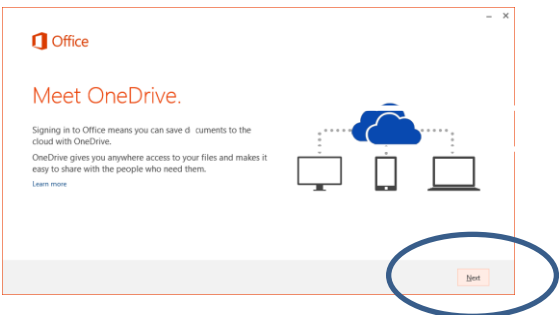 Office
Meet OneDrive.
Signing in to Office means you can save d cuments to the
cloud with OneDrive.
OneDrive gives you anywhere access to your files and makes it
easy to share with the people who need them.
Learn more
Next